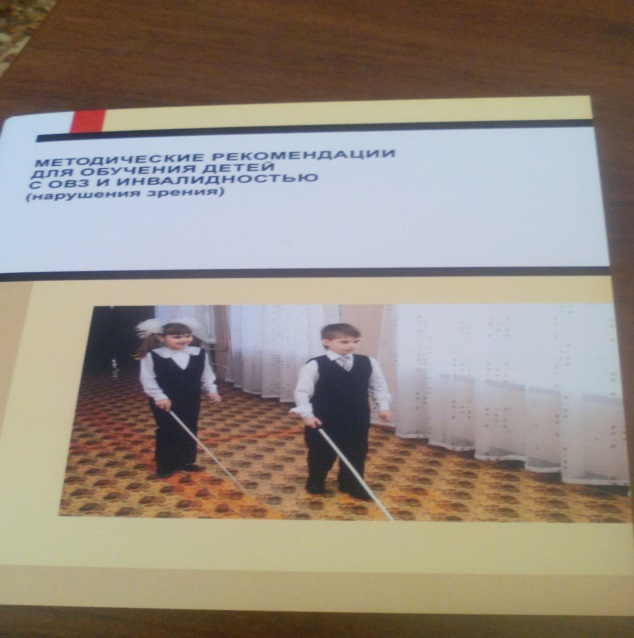 МЕТОДИЧЕСКИЕ РЕКОМЕНДАЦИИ
ДЛЯ ОБУЧЕНИЯ ДЕТЕЙ
С ОВЗ И ИНВАЛИДНОСТЬЮ
(нарушения зрения)